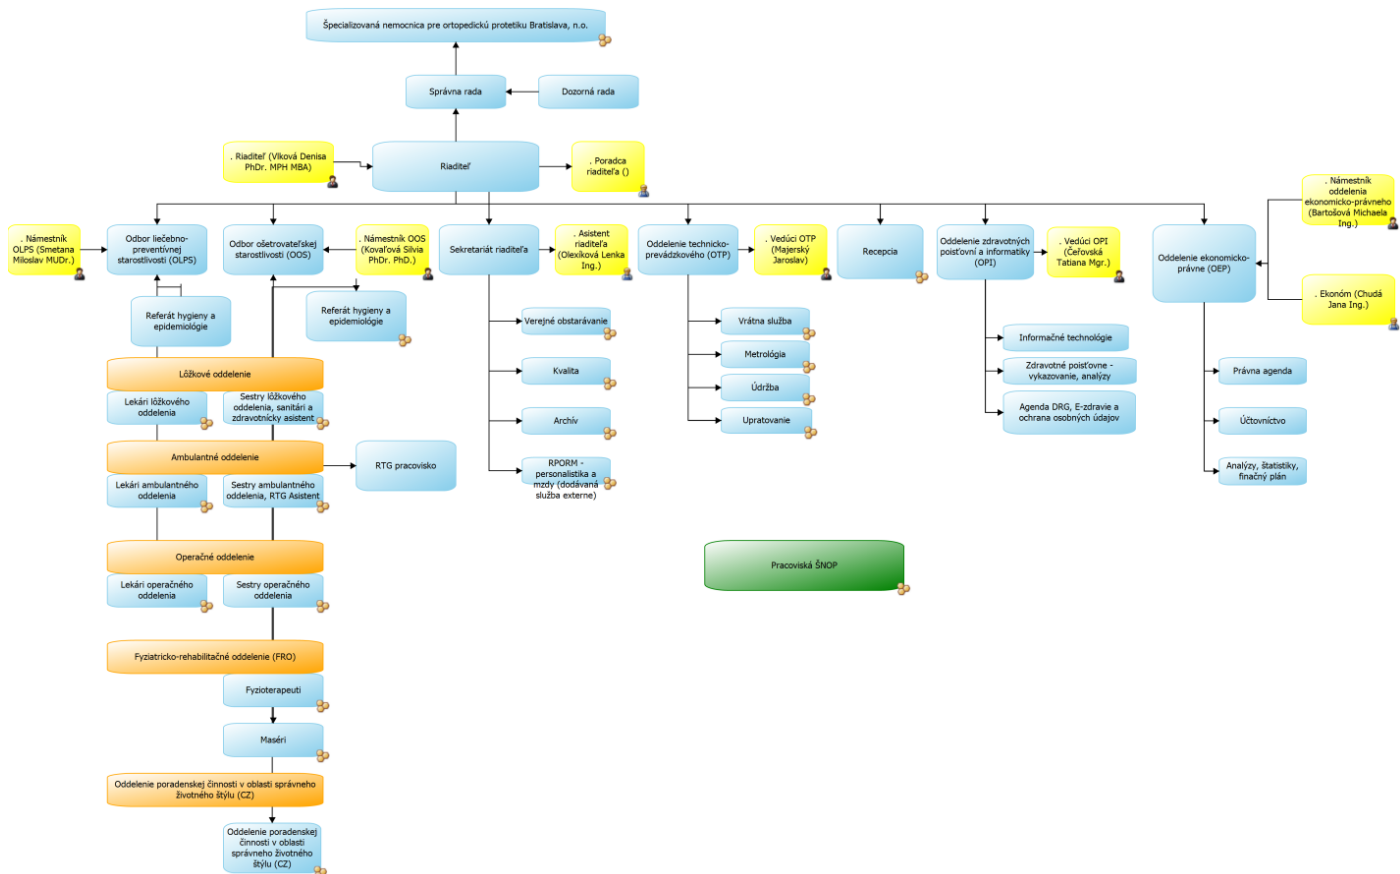 Špecializovaná nemocnica pre ortopedickú protetiku Bratislava, n.o.
Správna rada
Dozorná rada
. Riaditeľ (Vlková Denisa
PhDr. MPH MBA)
Riaditeľ
. Poradca
riaditeľa ()
. Námestník
OLPS (Smetana
Miloslav MUDr.)
Odbor liečebno-
preventívnej
starostlivosti (OLPS)
Odbor ošetrovateľskej
starostlivosti (OOS)
. Námestník OOS
(Kovaľová Silvia
PhDr. PhD.)
Sekretariát riaditeľa
. Asistent
riaditeľa
(Olexíková Lenka
Ing.)
Oddelenie technicko-
prevádzkového (OTP)
. Vedúci OTP
(Majerský
Jaroslav)
Recepcia
Oddelenie zdravotných
poisťovní a informatiky
(OPI)
. Vedúci OPI
(Čeřovská
Tatiana Mgr.)
Oddelenie ekonomicko-
právne (OEP)
. Námestník
oddelenia
ekonomicko-právneho
(Bartošová Michaela
Ing.)
. Ekonóm (Chudá
Jana Ing.)
Referát hygieny a
epidemiológie
Referát hygieny a
epidemiológie
Verejné obstarávanie
Kvalita
Archív
RPORM -
personalistika a
mzdy (dodávaná
služba externe)
Vrátna služba
Metrológia
Údržba
Upratovanie
Informačné technológie
Zdravotné poisťovne -
vykazovanie, analýzy
Agenda DRG, E-zdravie a
ochrana osobných údajov
Právna agenda
Účtovníctvo
Analýzy, štatistiky,
finačný plán
Lôžkové oddelenie
Lekári lôžkového
oddelenia
Sestry lôžkového
oddelenia, sanitári a
zdravotnícky asistent
Ambulantné oddelenie
RTG pracovisko
Lekári ambulantného
oddelenia
Sestry ambulantného
oddelenia, RTG Asistent
Operačné oddelenie
Lekári operačného
oddelenia
Sestry operačného
oddelenia
Pracoviská ŠNOP
Fyziatricko-rehabilitačné oddelenie (FRO)
Fyzioterapeuti
Maséri
Oddelenie poradenskej činnosti v oblasti správneho
životného štýlu (CZ)
Oddelenie poradenskej
činnosti v oblasti
správneho životného
štýlu (CZ)